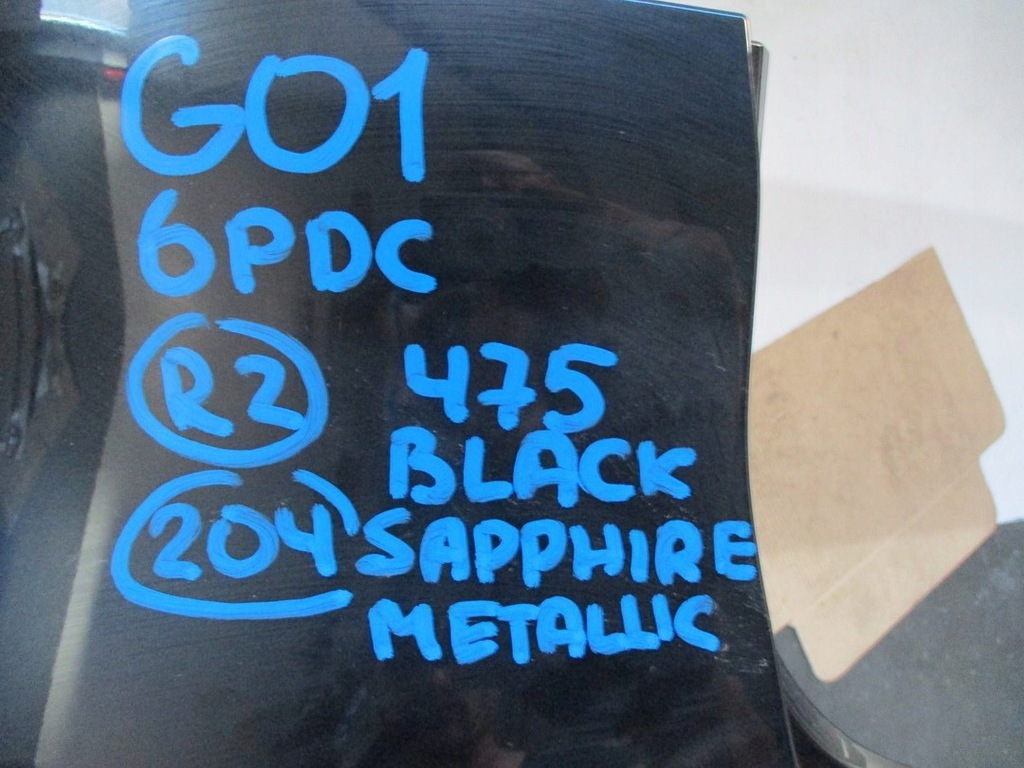 G01
6PDC
R2 475
BLACK
204 SAPPHIRE
METALLIC